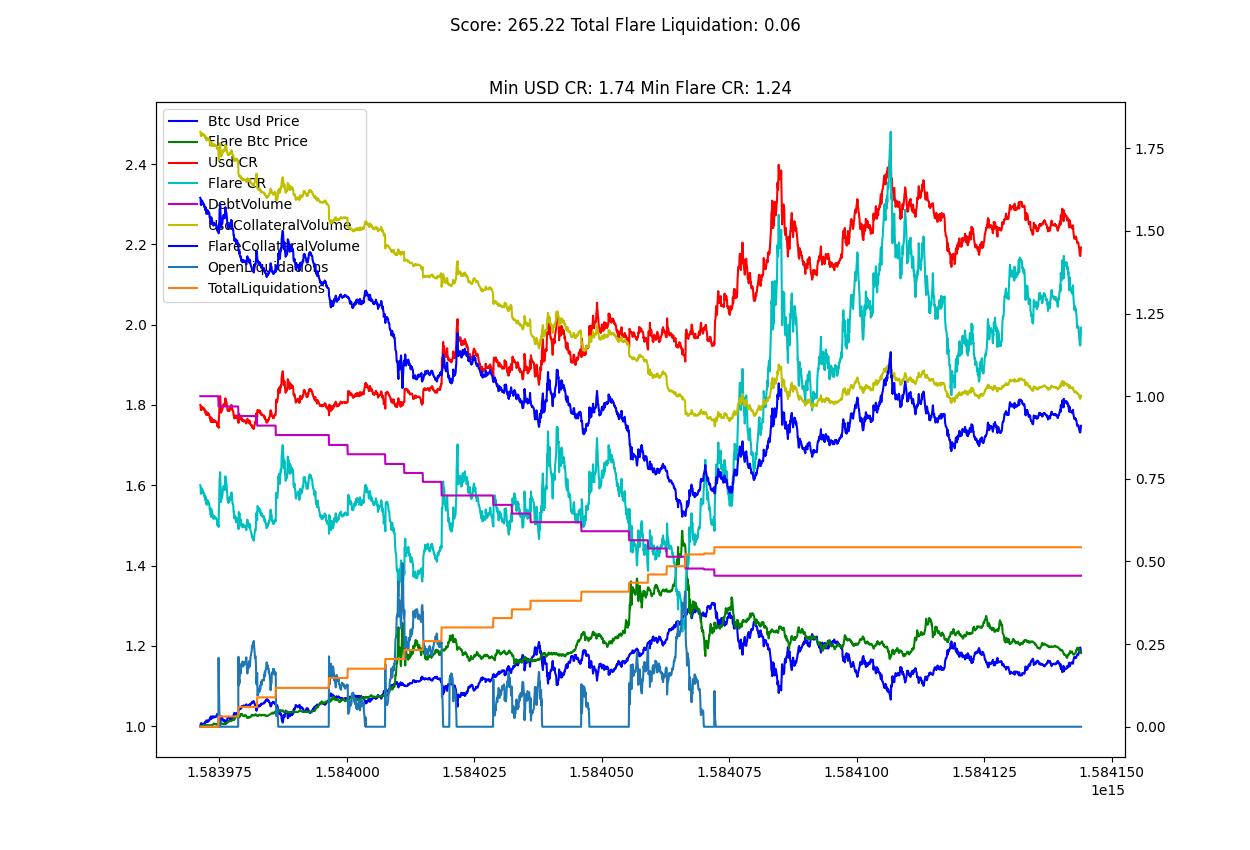 Score: 265.22 Total Flare Liquidation: 0.06
Min USD CR: 1.74 Min Flare CR: 1.24
Btc Usd Price
Flare Btc Price
Usd CR
Flare CR
DebtVolume
UsdCollateralVolume
FlareCollateralVolume
OpenLiquidations
TotalLiquidations
2.4
2.2
2.0
1.8
1.6
1.4
1.2
1.0
1.75
1.50
1.25
1.00
0.75
0.50
0.25
0.00
1.583975 1.584000 1.584025 1.584050 1.584075 1.584100 1.584125 1.584150
1e15